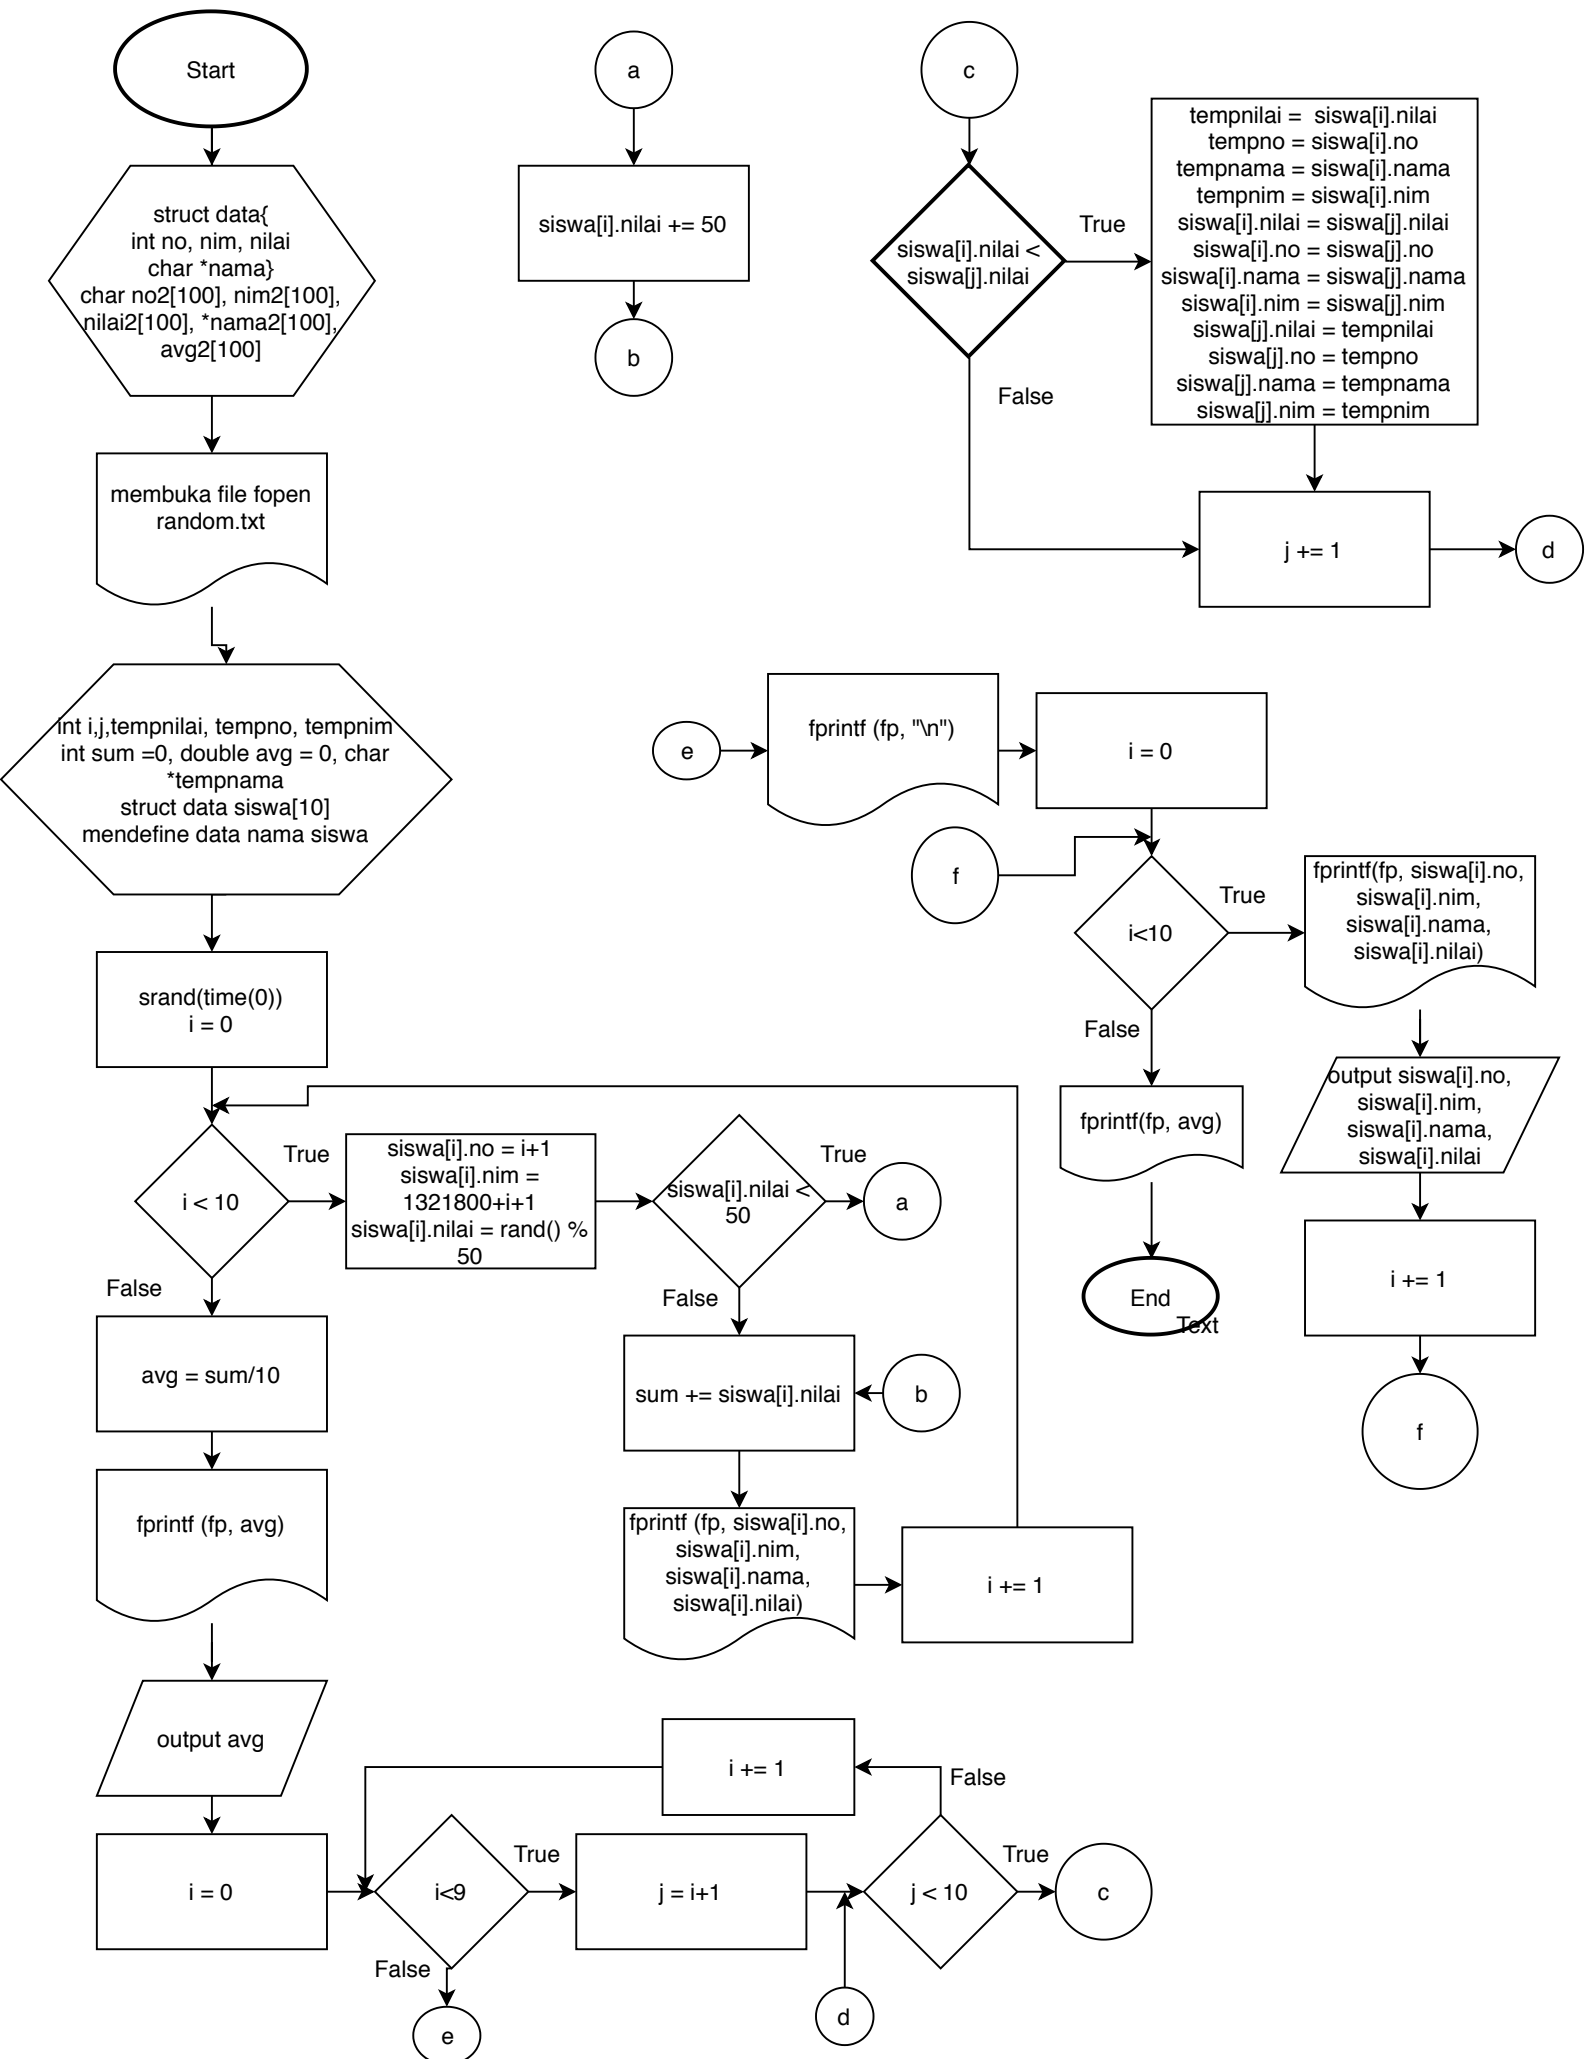 Start
struct data{
int no, nim, nilai
char *nama}
char no2[100], nim2[100],
nilai2[100], *nama2[100],
avg2[100]
membuka file fopen
random.txt
int i,j,tempnilai, tempno, tempnim
int sum =0, double avg = 0, char
*tempnama
struct data siswa[10]
mendefine data nama siswa
srand(time(0))
i = 0
i < 10
True
False
siswa[i].no = i+1
siswa[i].nim =
1321800+i+1
siswa[i].nilai = rand() %
50
siswa[i].nilai <
50
True
a
False
sum += siswa[i].nilai
b
fprintf (fp, siswa[i].no,
siswa[i].nim,
siswa[i].nama,
siswa[i].nilai)
i += 1
avg = sum/10
fprintf (fp, avg)
output avg
i = 0
i<9
True
False
e
j = i+1
j < 10
True
c
False
i += 1
d
a
siswa[i].nilai += 50
b
c
siswa[i].nilai <
siswa[j].nilai
True
False
tempnilai =  siswa[i].nilai
tempno = siswa[i].no
tempnama = siswa[i].nama
tempnim = siswa[i].nim
siswa[i].nilai = siswa[j].nilai
siswa[i].no = siswa[j].no
siswa[i].nama = siswa[j].nama
siswa[i].nim = siswa[j].nim
siswa[j].nilai = tempnilai
siswa[j].no = tempno
siswa[j].nama = tempnama
siswa[j].nim = tempnim
j += 1
d
e
fprintf (fp, "\n")
i = 0
f
i<10
True
False
fprintf(fp, siswa[i].no,
siswa[i].nim,
siswa[i].nama,
siswa[i].nilai)
output siswa[i].no,
siswa[i].nim,
siswa[i].nama,
siswa[i].nilai
i += 1
f
fprintf(fp, avg)
End
Text